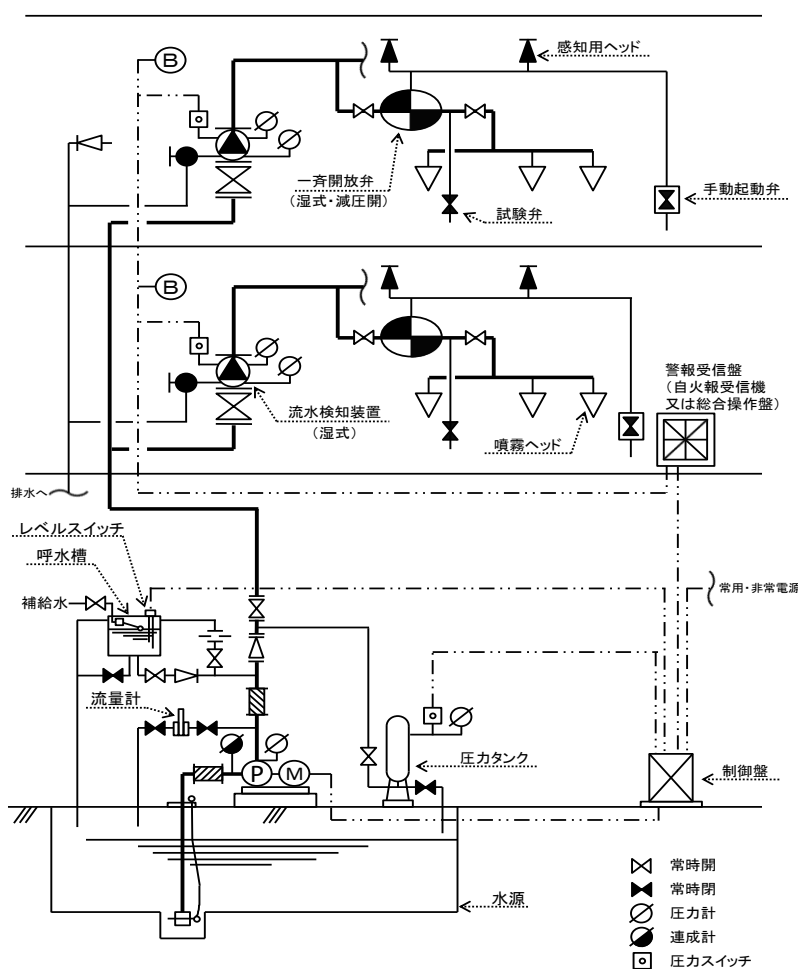 B
感知用ヘッド
一斉開放弁
(湿式・減圧開)
試験弁
手動起動弁
B
流水検知装置
(湿式)
噴霧ヘッド
警報受信盤
(自火報受信機
又は総合操作盤)
排水へ
レベルスイッチ
呼水槽
補給水
常用・非常電源
流量計
P
M
圧力タンク
制御盤
水源
常時開
常時閉
圧力計
連成計
圧力スイッチ